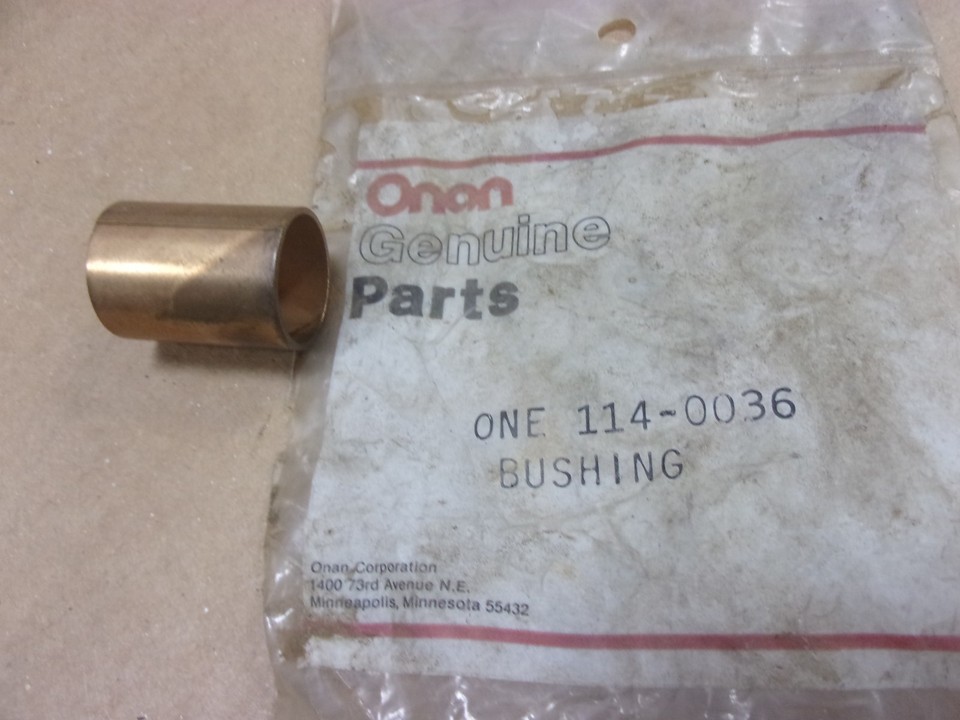 Onan
Genuine
Parts
ONE 114-0036
BUSHING
Onan Corporation
1400 73rd Avenue N.E.
Minneapolis, Minnesota 55432